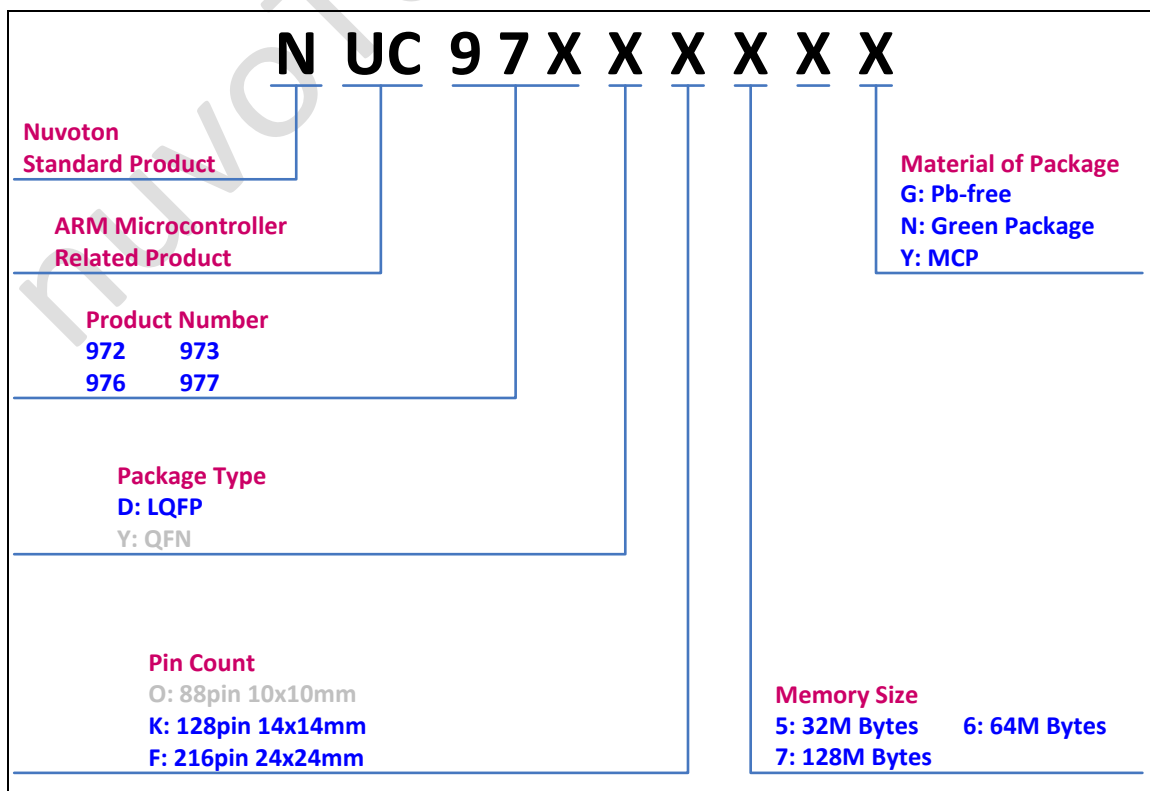 N UC 9 7 X X X X X X
Nuvoton
Standard Product
ARM Microcontroller
Related Product
Product Number
972 973
976 977
Package Type
D: LQFP
Y: QFN
Pin Count
O: 88pin 10x10mm
K: 128pin 14x14mm
F: 216pin 24x24mm
Material of Package
G: Pb-free
N: Green Package
Y: MCP
Memory Size
5: 32M Bytes 6: 64M Bytes
7: 128M Bytes
nuvoT